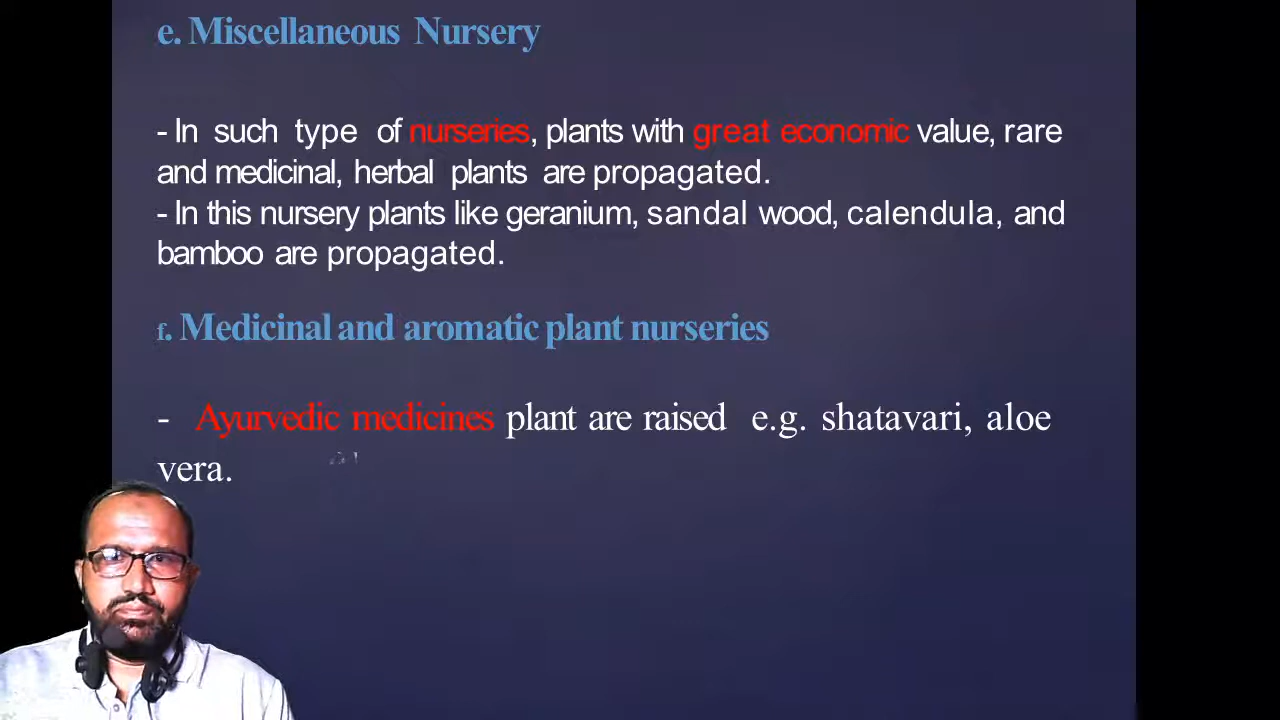 e. Miscellaneous Nursery
- In such type of nurseries, plants with great economic value, rare
and medicinal, herbal plants are propagated.
- In this nursery plants like geranium, sandal wood, calendula, and
bamboo are propagated.
f. Medicinal and aromatic plant nurseries
- Ayurvedic medicines plant are raised e.g. shatavari, aloe
vera.